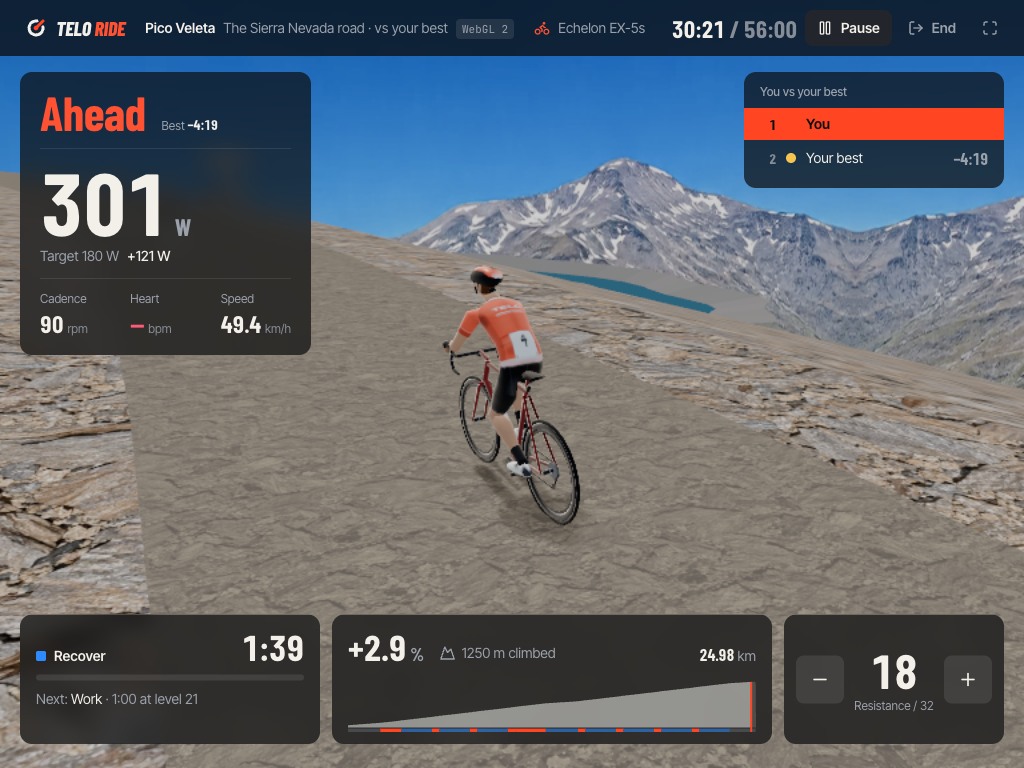 TELO RIDE
Pico Veleta The Sierra Nevada road · vs your best WebGL 2
Echelon EX-5s
30:21 / 56:00
Pause
End
Ahead Best −4:19
301 W
Target 180 W +121 W
Cadence Heart Speed
90 rpm — bpm 49.4 km/h
You vs your best
1 You
2 Your best −4:19
4
Recover 1:39
Next: Work · 1:00 at level 21
+2.9 % 1250 m climbed 24.98 km
− 18 +
Resistance / 32